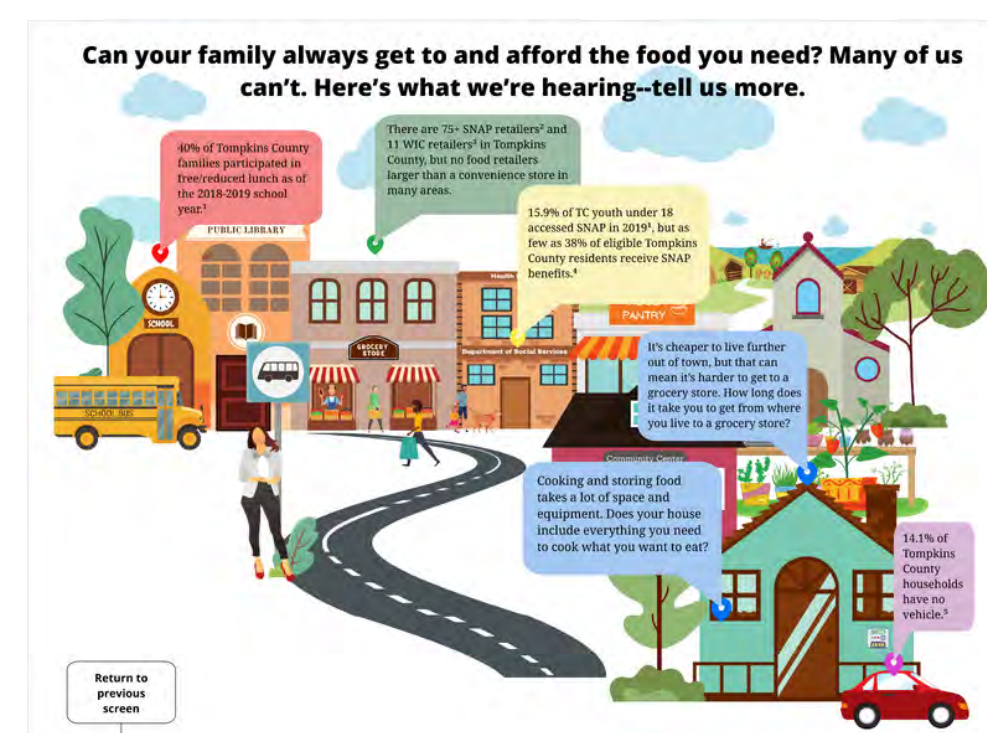 Can your family always get to and afford the food you need? Many of us
can't. Here's what we're hearing--tell us more.
40% of Tompkins County
families participated in
free/reduced lunch as of
the 2018-2019 school
year.¹
There are 75+ SNAP retailers² and
11 WIC retailers³ in Tompkins
County, but no food retailers
larger than a convenience store in
many areas.
15.9% of TC youth under 18
accessed SNAP in 2019¹, but as
few as 38% of eligible Tompkins
County residents receive SNAP
benefits.⁴
PUBLIC LIBRARY
SCHOOL
SCHOOL BUS
GROCERY
STORE
Health
Department of Social Services
PANTRY
It's cheaper to live further
out of town, but that can
mean it's harder to get to a
grocery store. How long does
it take you to get from where
you live to a grocery store?
Community Center
Cooking and storing food
takes a lot of space and
equipment. Does your house
include everything you need
to cook what you want to eat?
14.1% of
Tompkins
County
households
have no
vehicle.⁵
Return to
previous
screen